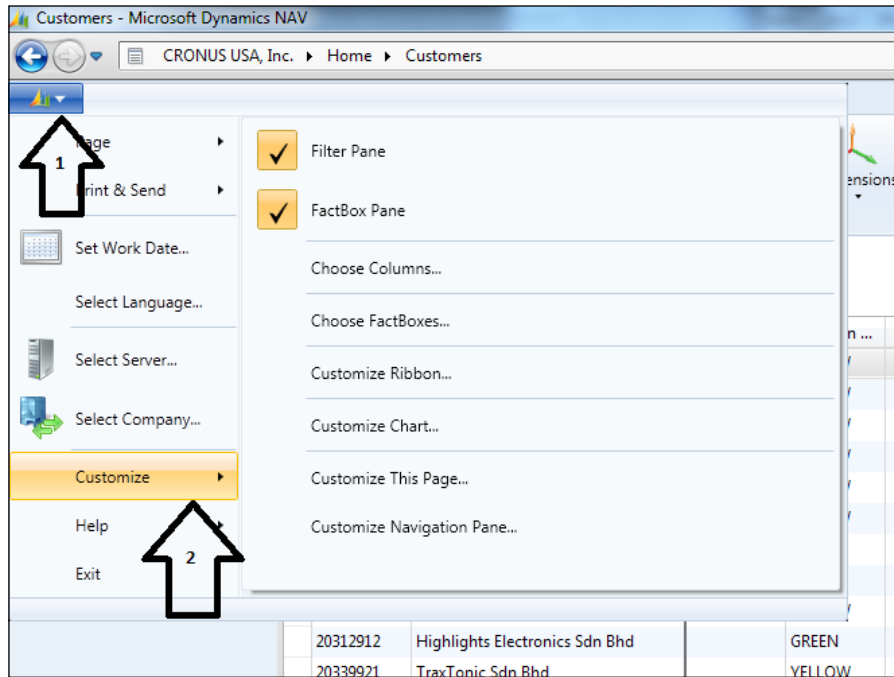 Customers - Microsoft Dynamics NAV
CRONUS USA, Inc. Home Customers
Page
1
Print & Send
Set Work Date...
Select Language...
Select Server...
Select Company...
Customize
Help
2
Exit
Filter Pane
FactBox Pane
Choose Columns...
Choose FactBoxes...
Customize Ribbon...
Customize Chart...
Customize This Page...
Customize Navigation Pane...
20312912 Highlights Electronics Sdn Bhd GREEN
20339921 TraxTonic Sdn Bhd YELLOW